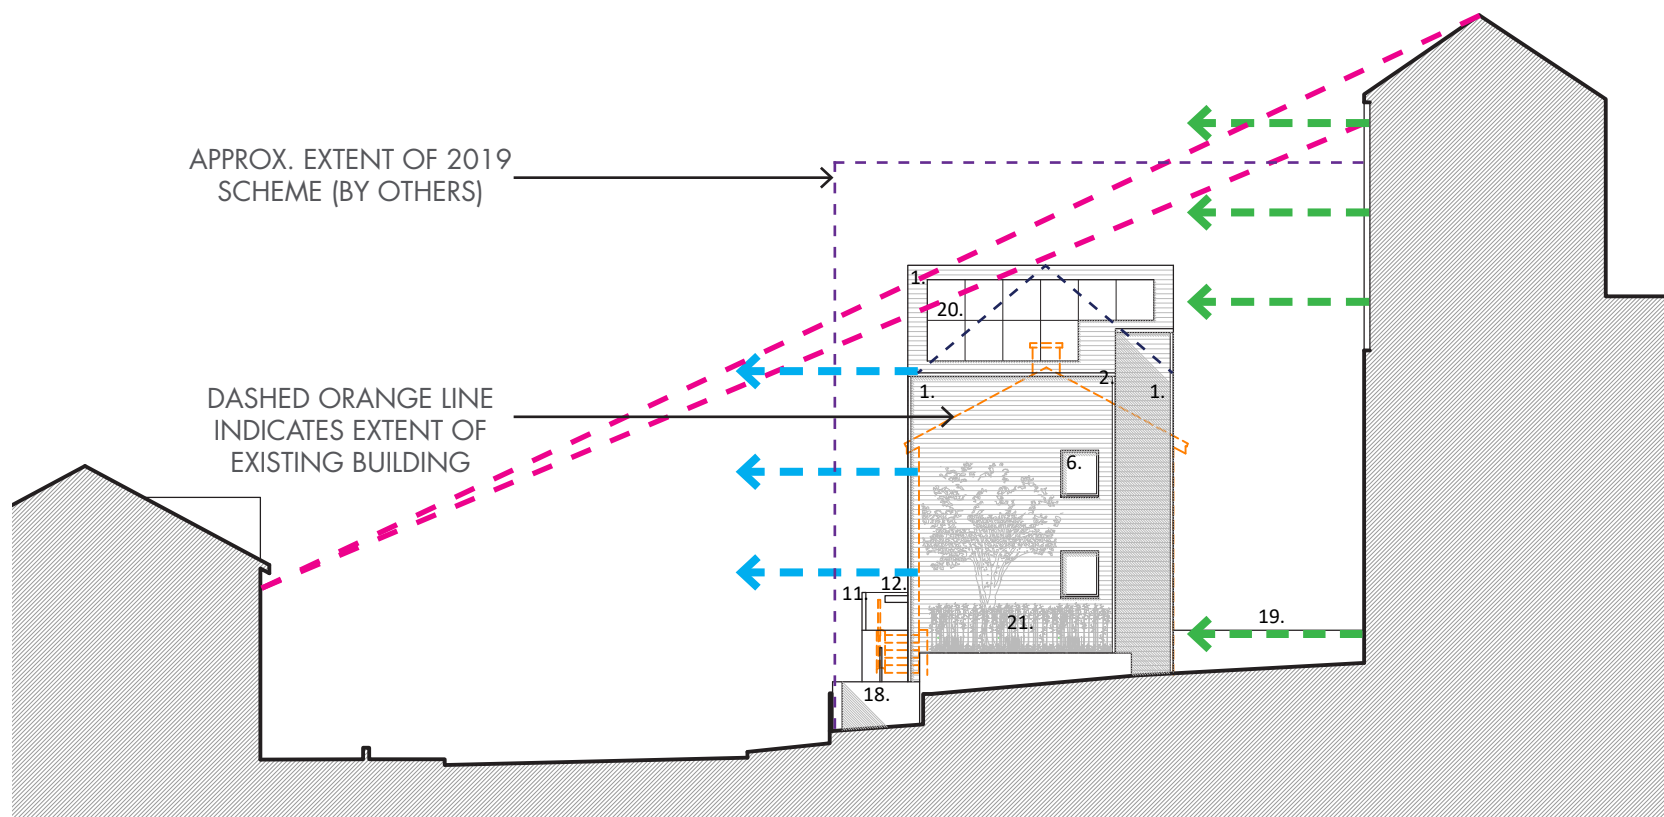 APPROX. EXTENT OF 2019
SCHEME (BY OTHERS)
1.
20.
DASHED ORANGE LINE
INDICATES EXTENT OF
EXISTING BUILDING
1.
2.
1.
6.
11.
12.
21.
19.
18.